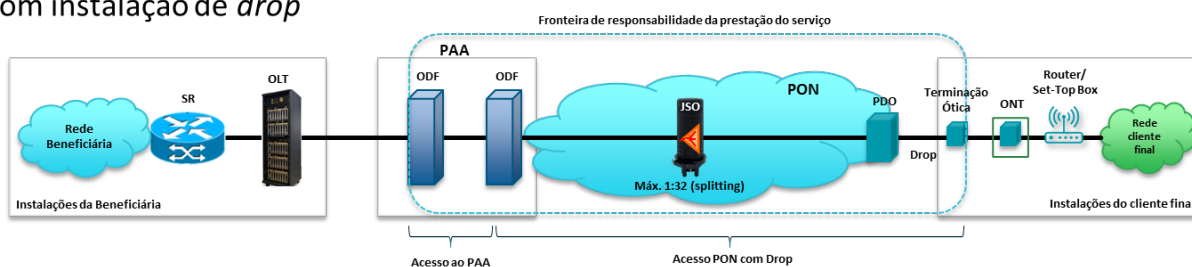 om instalação de drop
Fronteira de responsabilidade da prestação do serviço
PAA
OLT
ODF
ODF
SR
Rede
Beneficiária
Instalações da Beneficiária
PON
JSO
Máx. 1:32 (splitting)
PDO
Drop
Terminação
Ótica
ONT
Router/
Set-Top Box
Rede
cliente
final
Instalações do cliente fina
Acesso ao PAA
Acesso PON com Drop